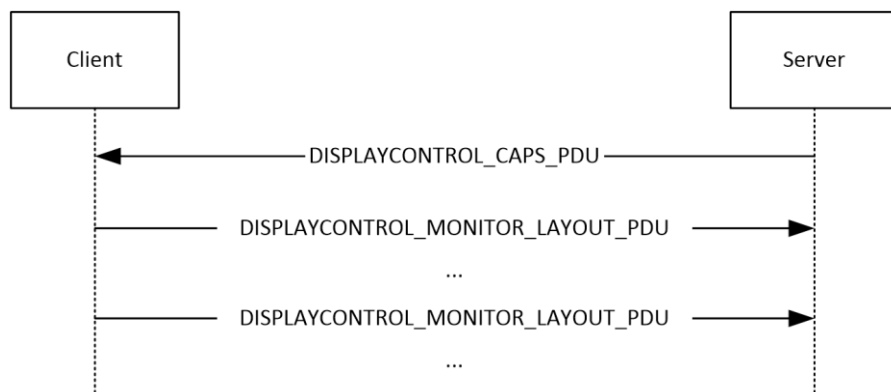 Client
Server
DISPLAYCONTROL_CAPS_PDU
DISPLAYCONTROL_MONITOR_LAYOUT_PDU
...
DISPLAYCONTROL_MONITOR_LAYOUT_PDU
...